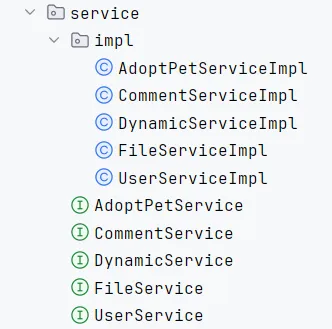 service
impl
AdoptPetServiceImpl
CommentServiceImpl
DynamicServiceImpl
FileServiceImpl
UserServiceImpl
AdoptPetService
CommentService
DynamicService
FileService
UserService